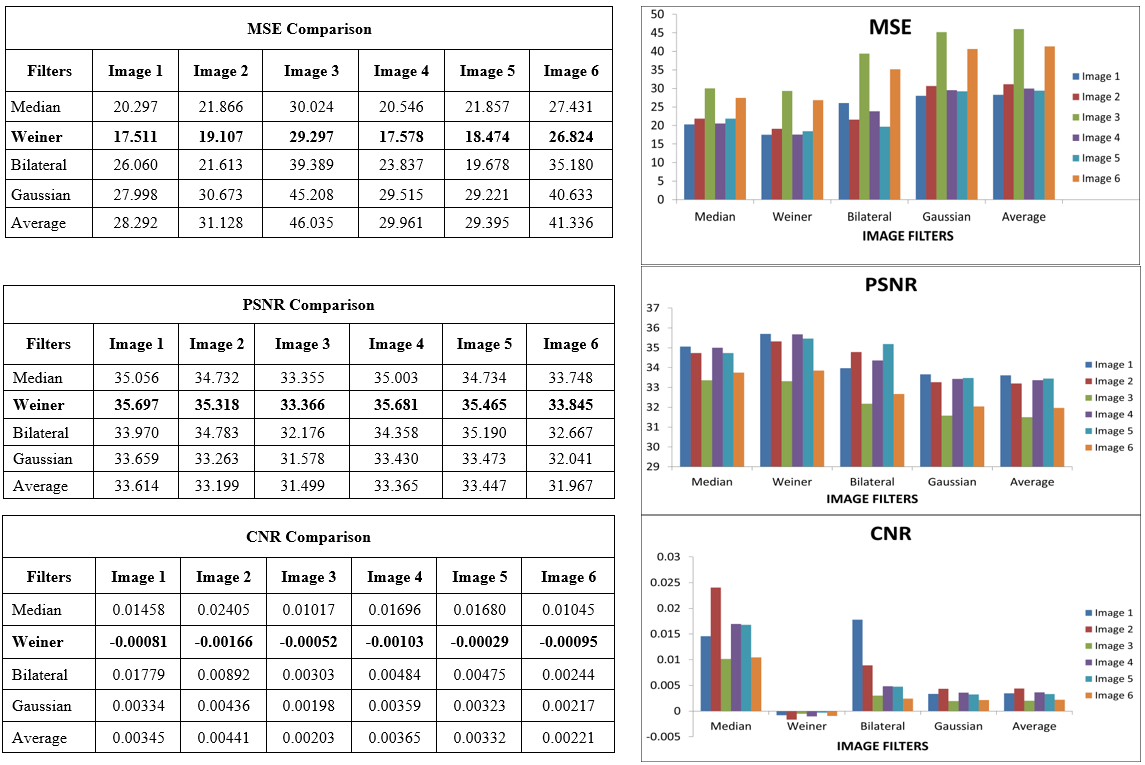 MSE Comparison
Filters Image 1 Image 2 Image 3 Image 4 Image 5 Image 6
Median 20.297 21.866 30.024 20.546 21.857 27.431
Weiner 17.511 19.107 29.297 17.578 18.474 26.824
Bilateral 26.060 21.613 39.389 23.837 19.678 35.180
Gaussian 27.998 30.673 45.208 29.515 29.221 40.633
Average 28.292 31.128 46.035 29.961 29.395 41.336
MSE
50
45
40
35
30
25
20
15
10
5
0
Median Weiner Bilateral Gaussian Average
IMAGE FILTERS
Image 1
Image 2
Image 3
Image 4
Image 5
Image 6
PSNR Comparison
Filters Image 1 Image 2 Image 3 Image 4 Image 5 Image 6
Median 35.056 34.732 33.355 35.003 34.734 33.748
Weiner 35.697 35.318 33.366 35.681 35.465 33.845
Bilateral 33.970 34.783 32.176 34.358 35.190 32.667
Gaussian 33.659 33.263 31.578 33.430 33.473 32.041
Average 33.614 33.199 31.499 33.365 33.447 31.967
PSNR
37
36
35
34
33
32
31
30
29
Median Weiner Bilateral Gaussian Average
IMAGE FILTERS
Image 1
Image 2
Image 3
Image 4
Image 5
Image 6
CNR Comparison
Filters Image 1 Image 2 Image 3 Image 4 Image 5 Image 6
Median 0.01458 0.02405 0.01017 0.01696 0.01680 0.01045
Weiner -0.00081 -0.00166 -0.00052 -0.00103 -0.00029 -0.00095
Bilateral 0.01779 0.00892 0.00303 0.00484 0.00475 0.00244
Gaussian 0.00334 0.00436 0.00198 0.00359 0.00323 0.00217
Average 0.00345 0.00441 0.00203 0.00365 0.00332 0.00221
CNR
0.03
0.025
0.02
0.015
0.01
0.005
0
-0.005
Median Weiner Bilateral Gaussian Average
IMAGE FILTERS
Image 1
Image 2
Image 3
Image 4
Image 5
Image 6